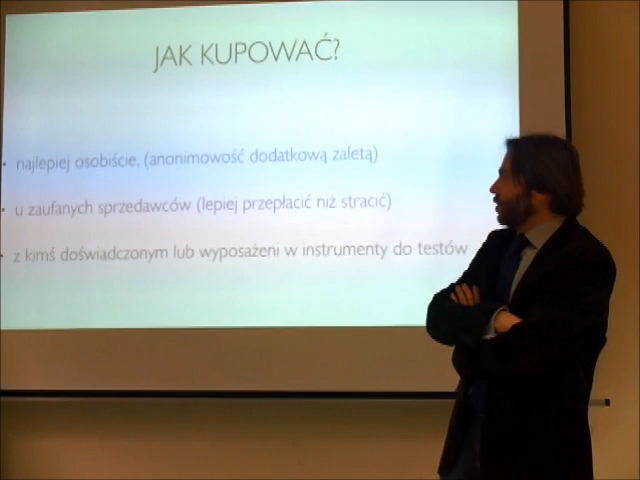 JAK KUPOWAĆ?
• najlepiej osobiście. (anonimowość dodatkową zaletą)
• u zaufanych sprzedawców (lepiej przepłacić niż stracić)
• z kimś doświadczonym lub wyposażeni w instrumenty do testów